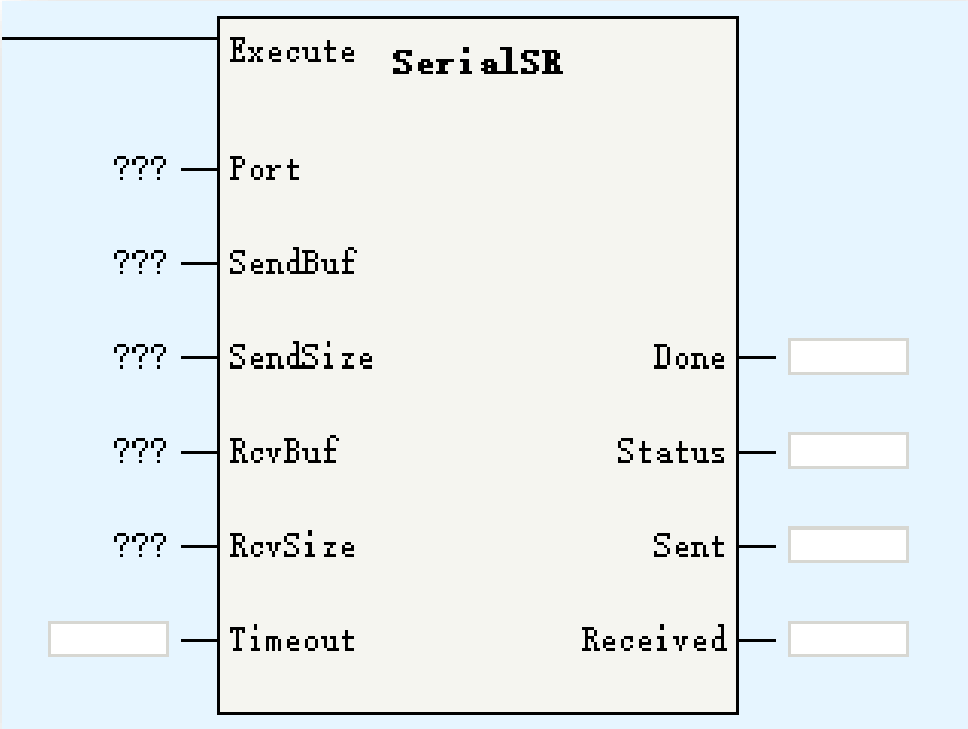 Execute SerialSR
??? Port
??? SendBuf
??? SendSize Done
??? RcvBuf Status
??? RcvSize Sent
Timeout Received